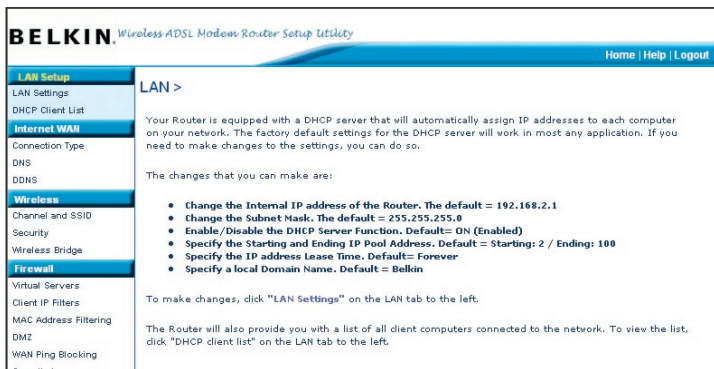 BELKIN. Wireless ADSL Modem Router Setup Utility
Home | Help | Logout
LAN Setup
LAN Settings
DHCP Client List
Internet WAN
Connection Type
DNS
DDNS
Wireless
Channel and SSID
Security
Wireless Bridge
Firewall
Virtual Servers
Client IP Filters
MAC Address Filtering
DMZ
WAN Ping Blocking
LAN >
Your Router is equipped with a DHCP server that will automatically assign IP addresses to each computer
on your network. The factory default settings for the DHCP server will work in most any application. If you
need to make changes to the settings, you can do so.
The changes that you can make are:
• Change the Internal IP address of the Router. The default = 192.168.2.1
• Change the Subnet Mask. The default = 255.255.255.0
• Enable/Disable the DHCP Server Function. Default= ON (Enabled)
• Specify the Starting and Ending IP Pool Address. Default = Starting: 2 / Ending: 100
• Specify the IP address Lease Time. Default= Forever
• Specify a local Domain Name. Default = Belkin
To make changes, click "LAN Settings" on the LAN tab to the left.
The Router will also provide you with a list of all client computers connected to the network. To view the list,
click "DHCP client list" on the LAN tab to the left.